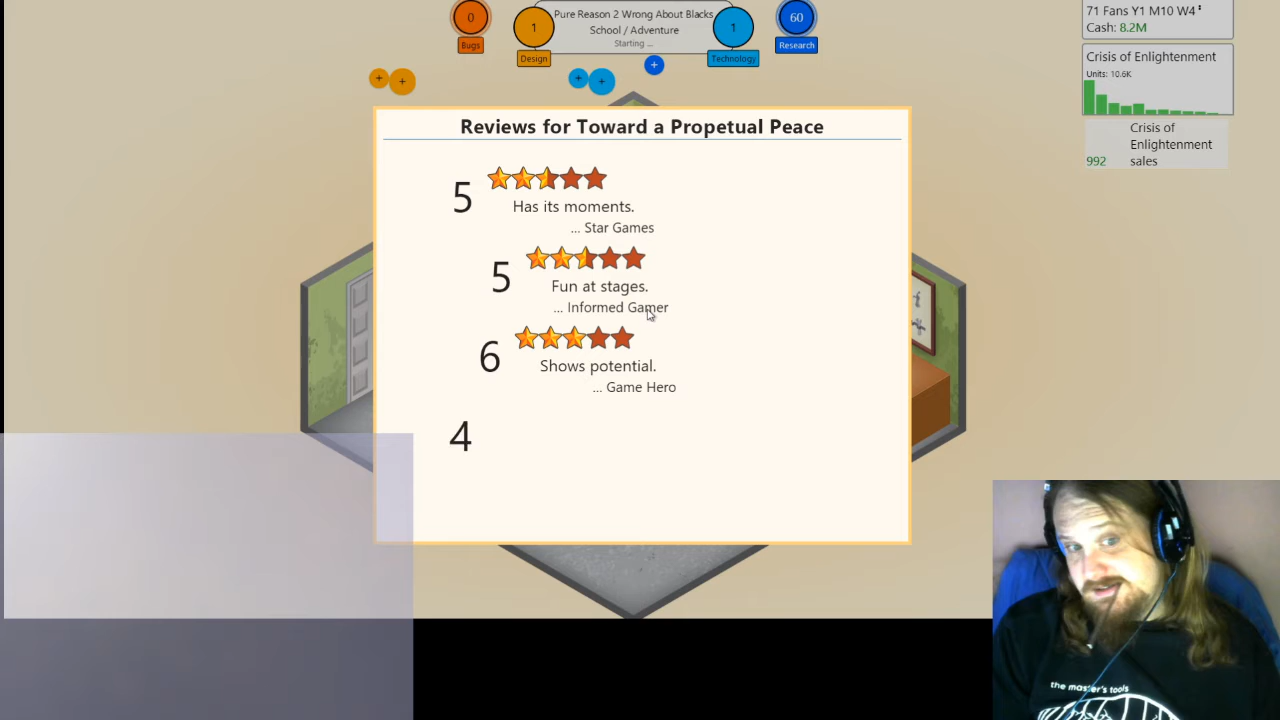 0
Bugs
1
Design
Pure Reason 2 Wrong About Blacks
School / Adventure
Starting ...
1
Technology
60
Research
71 Fans Y1 M10 W4
Cash: 8.2M
Crisis of Enlightenment
Units: 10.6K
Crisis of
Enlightenment
992 sales
Reviews for Toward a Propetual Peace
5
Has its moments.
... Star Games
5
Fun at stages.
... Informed Gamer
6
Shows potential.
... Game Hero
4
the master's tools